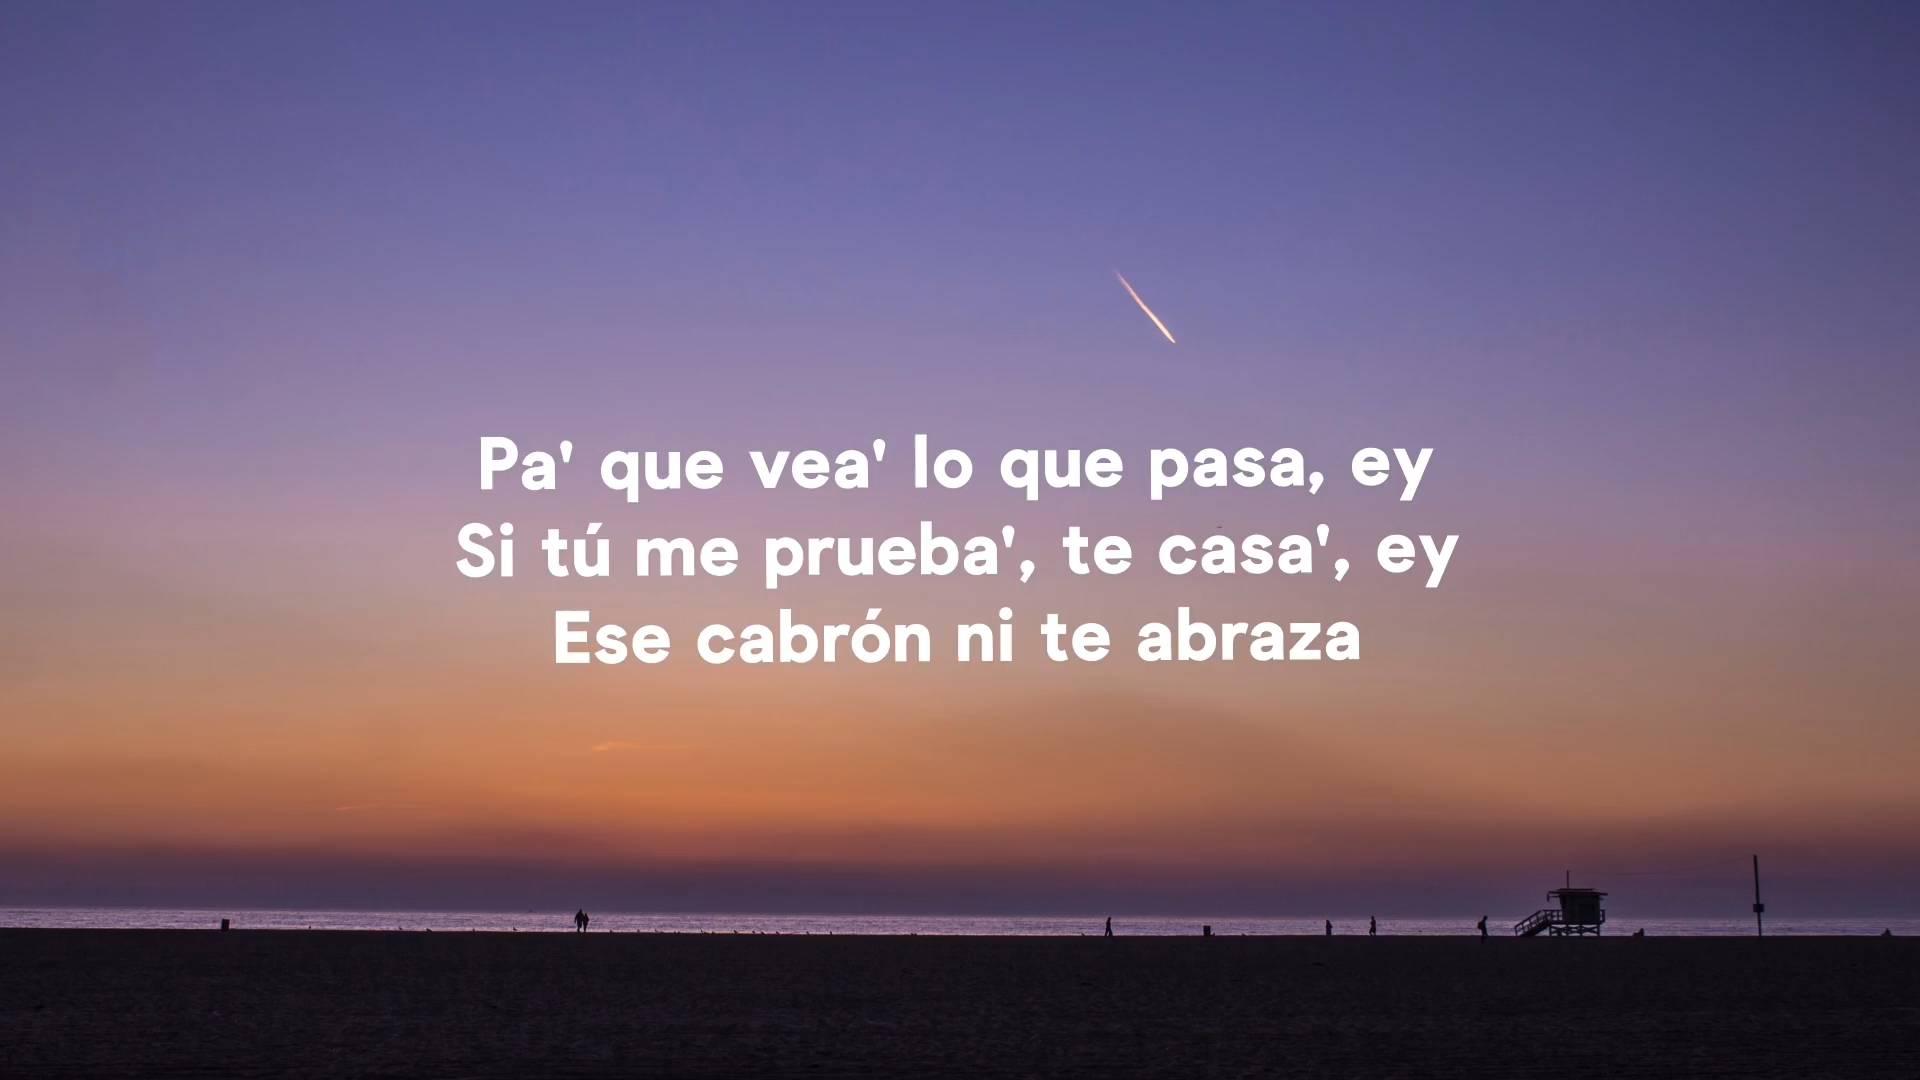 Pa' que vea' lo que pasa, ey
Si tú me prueba', te casa', ey
Ese cabrón ni te abraza